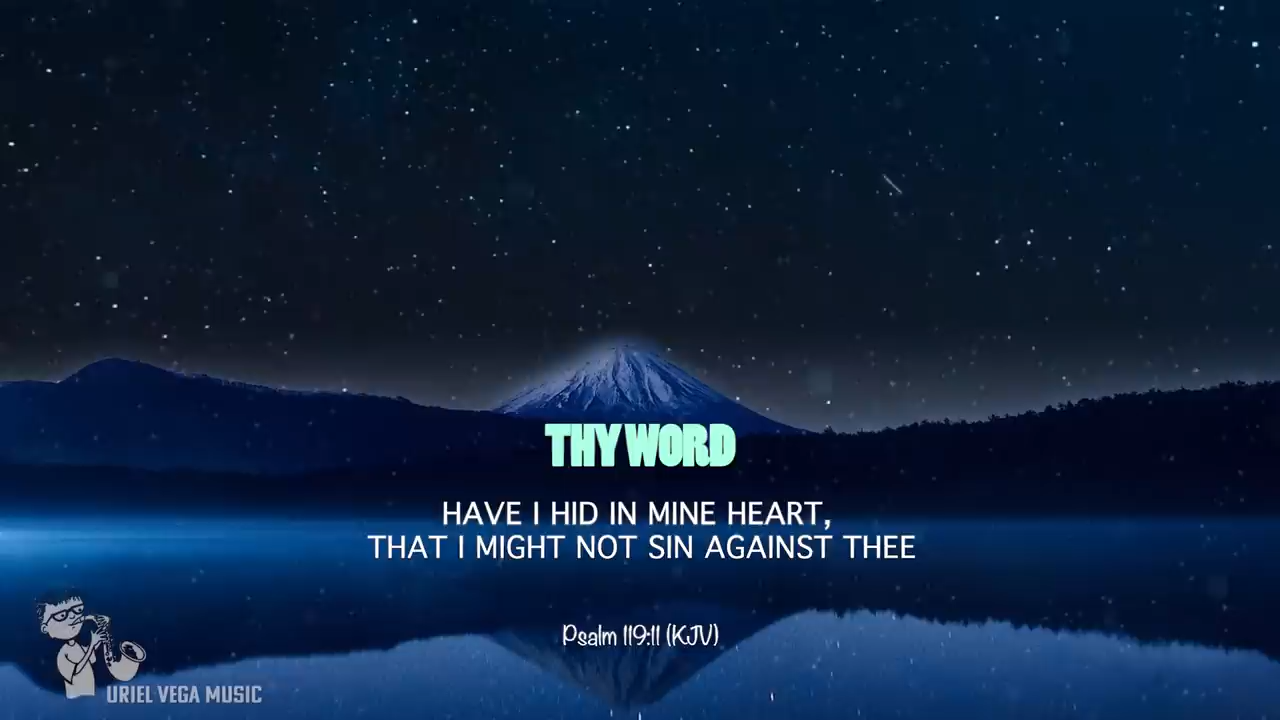 THY WORD
HAVE I HID IN MINE HEART,
THAT I MIGHT NOT SIN AGAINST THEE
Psalm 119:11 (KJV)
URIEL VEGA MUSIC